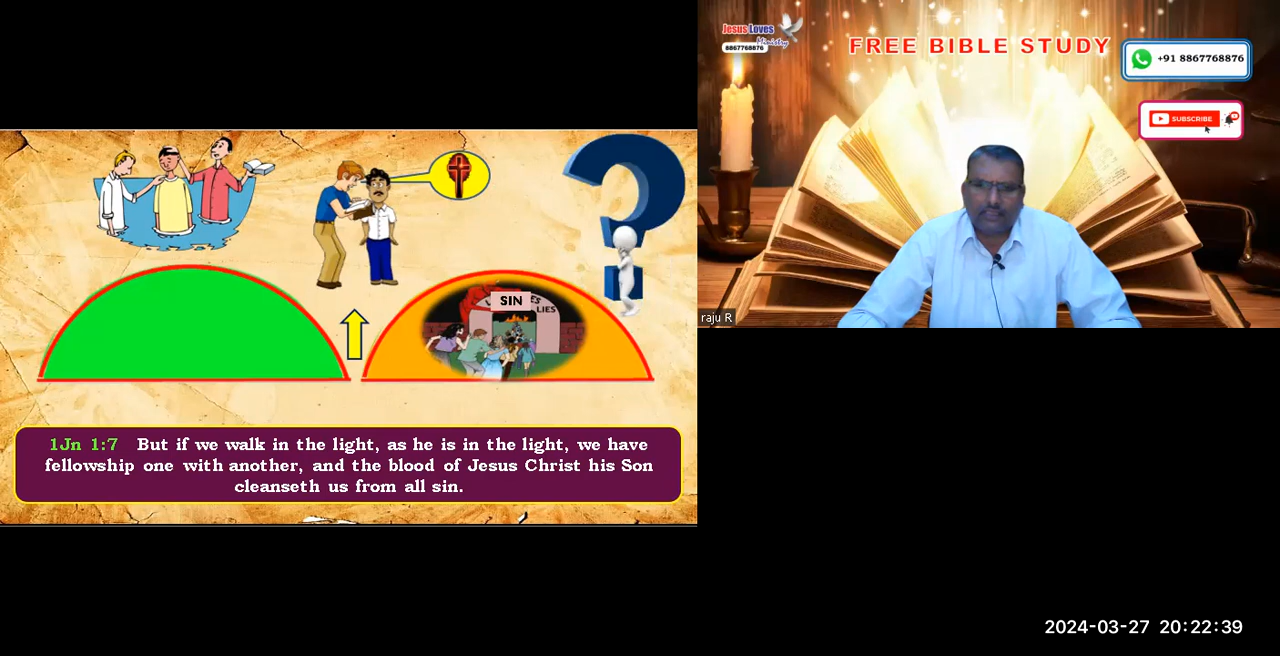 SIN
LIES
1Jn 1:7 But if we walk in the light, as he is in the light, we have
fellowship one with another, and the blood of Jesus Christ his Son
cleanseth us from all sin.
Jesus Loves
Ministry
8867768876
FREE BIBLE STUDY
+91 8867768876
SUBSCRIBE
raju R
2024-03-27 20:22:39